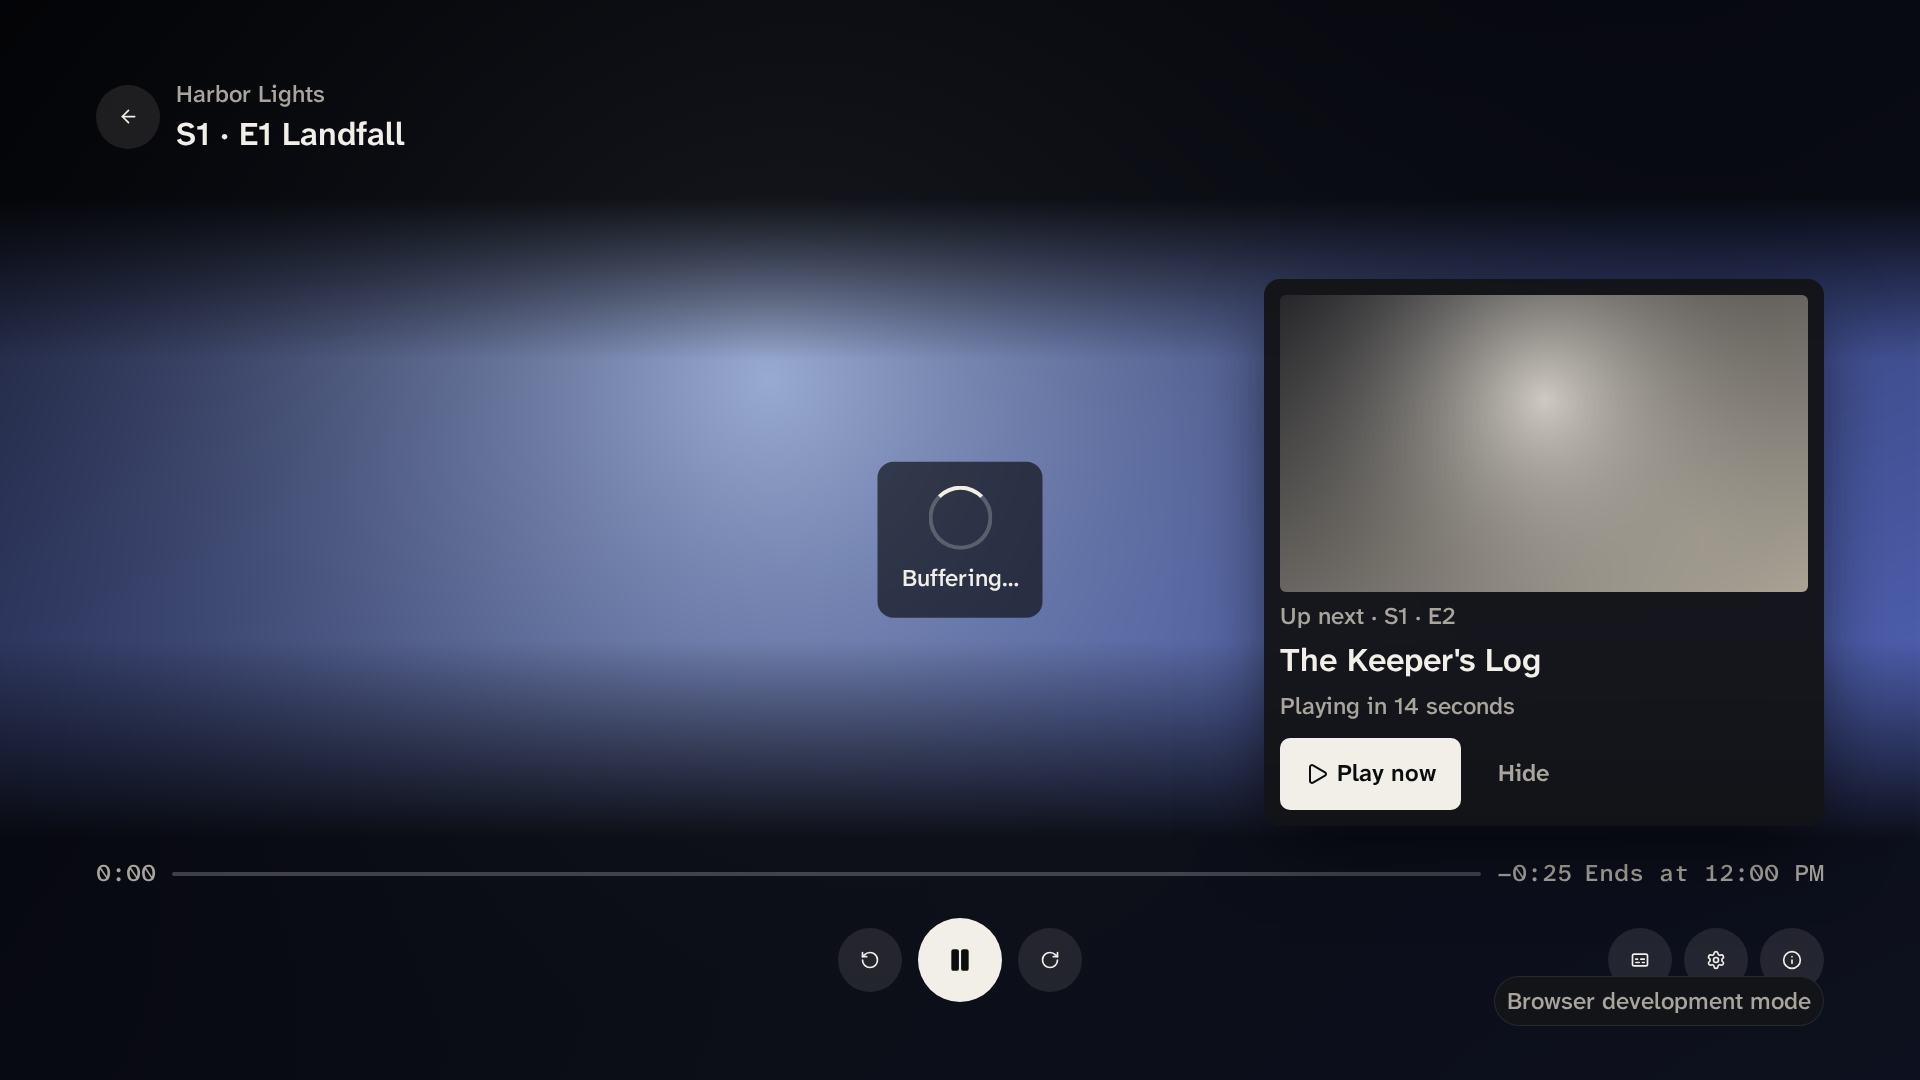 Harbor Lights
S1 · E1 Landfall
Buffering...
Up next · S1 · E2
The Keeper's Log
Playing in 14 seconds
Play now
Hide
0:00
−0:25 Ends at 12:00 PM
Browser development mode